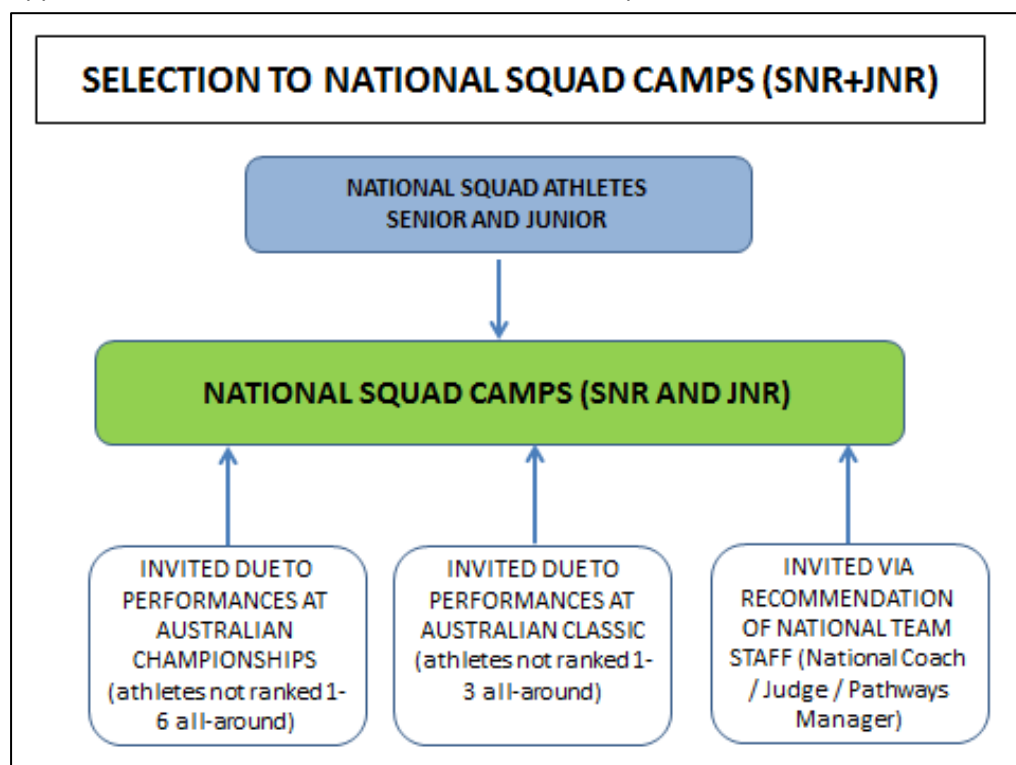 SELECTION TO NATIONAL SQUAD CAMPS (SNR+JNR)
NATIONAL SQUAD ATHLETES
SENIOR AND JUNIOR
NATIONAL SQUAD CAMPS (SNR AND JNR)
INVITED DUE TO
PERFORMANCES AT
AUSTRALIAN
CHAMPIONSHIPS
(athletes not ranked 1-
6 all-around)
INVITED DUE TO
PERFORMANCES AT
AUSTRALIAN CLASSIC
(athletes not ranked 1-
3 all-around)
INVITED VIA
RECOMMENDATION
OF NATIONAL TEAM
STAFF (National Coach
/ Judge / Pathways
Manager)